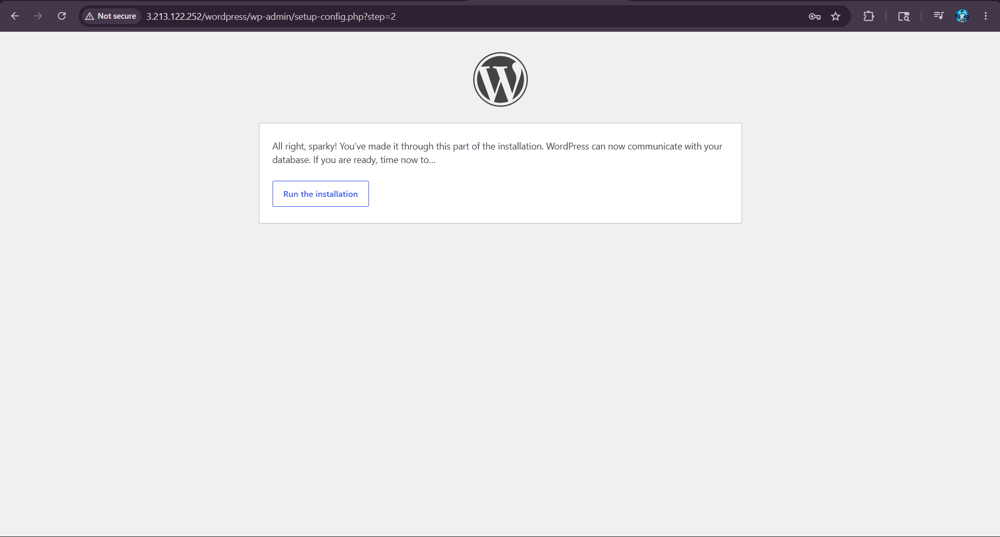 Not secure 3.213.122.252/wordpress/wp-admin/setup-config.php?step=2
All right, sparky! You’ve made it through this part of the installation. WordPress can now communicate with your
database. If you are ready, time now to…
Run the installation